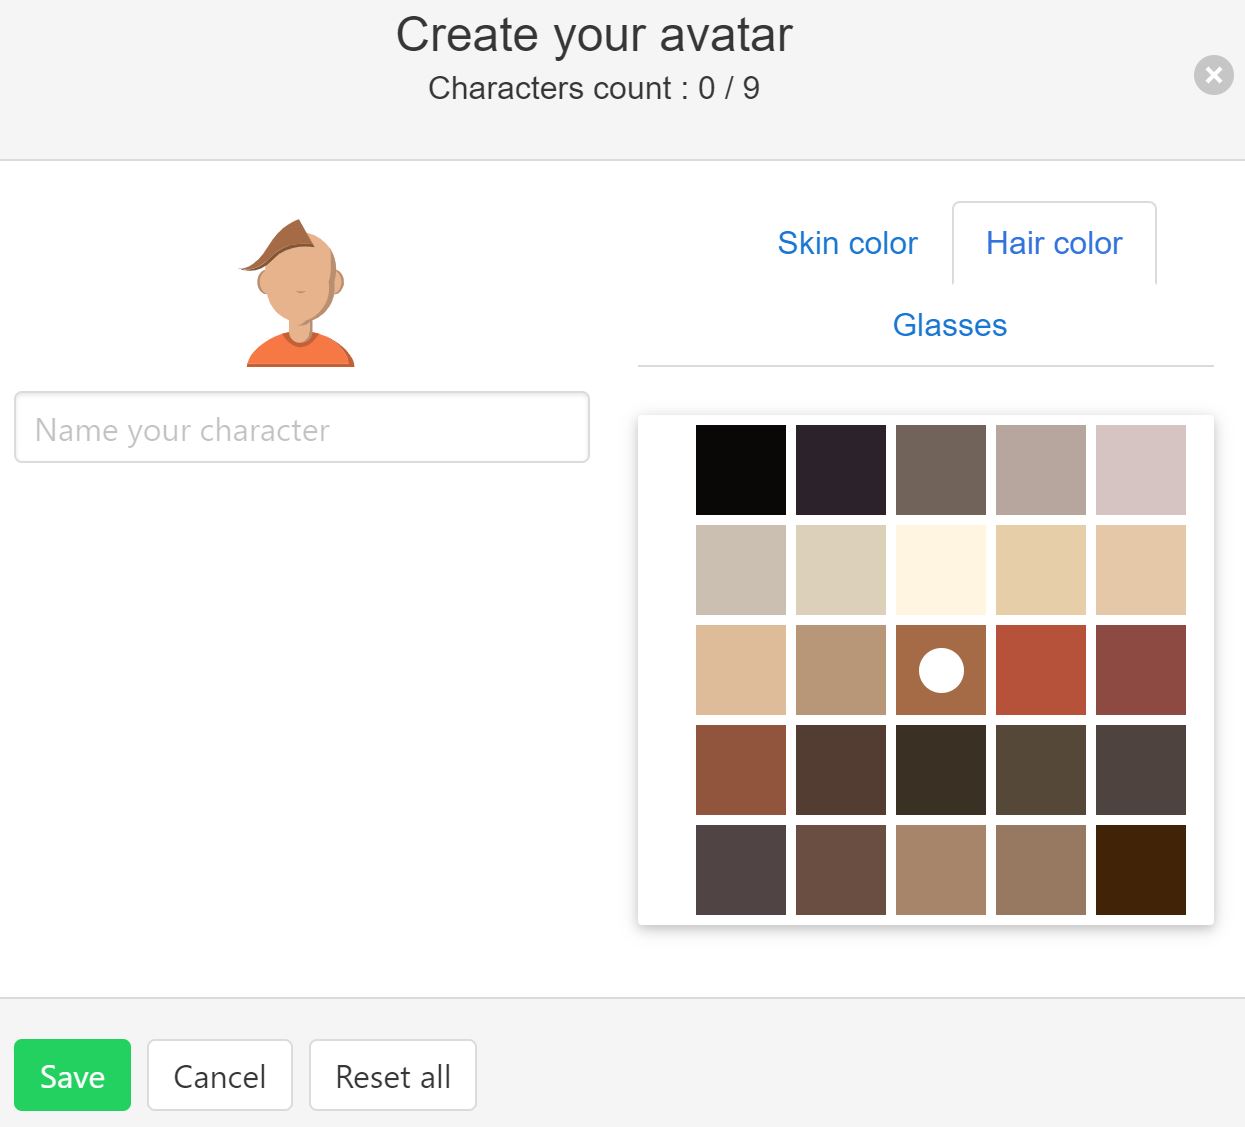 Create your avatar
Characters count : 0 / 9
Skin color
Hair color
Glasses
Name your character
Save
Cancel
Reset all